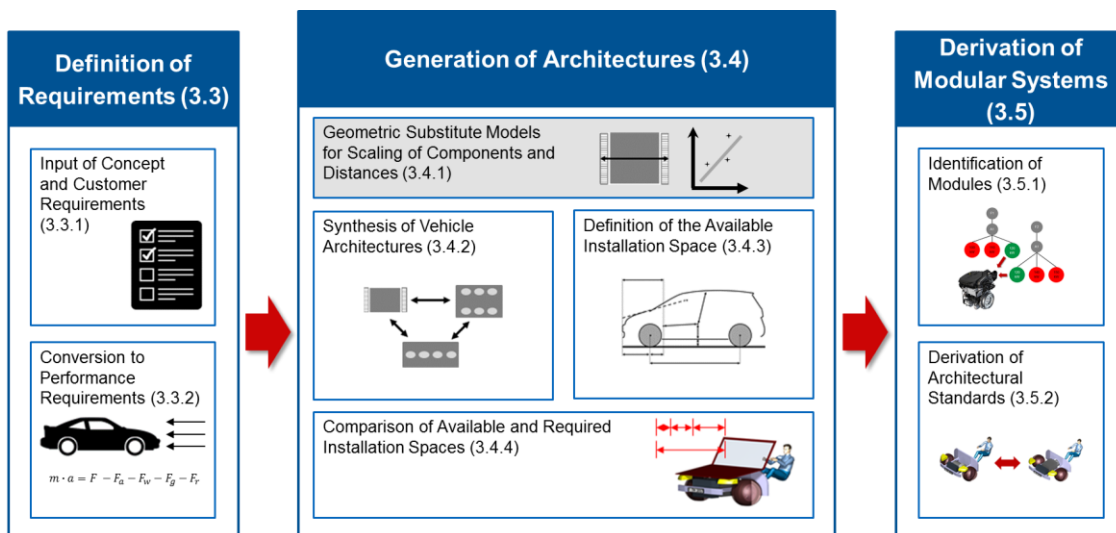 Definition of
Requirements (3.3)
Input of Concept
and Customer
Requirements
(3.3.1)
Conversion to
Performance
Requirements (3.3.2)
m · a = F − Fₐ − F_w − F_g − F_r
Generation of Architectures (3.4)
Geometric Substitute Models
for Scaling of Components and
Distances (3.4.1)
Synthesis of Vehicle
Architectures (3.4.2)
Definition of the Available
Installation Space (3.4.3)
Comparison of Available and Required
Installation Spaces (3.4.4)
Derivation of
Modular Systems
(3.5)
Identification of
Modules (3.5.1)
Derivation of
Architectural
Standards (3.5.2)